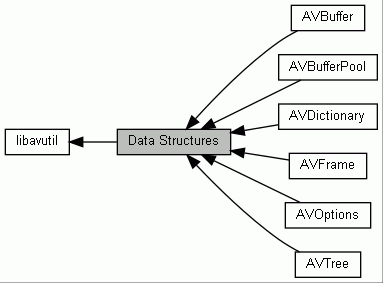 AVBuffer
AVBufferPool
AVDictionary
libavutil
Data Structures
AVFrame
AVOptions
AVTree